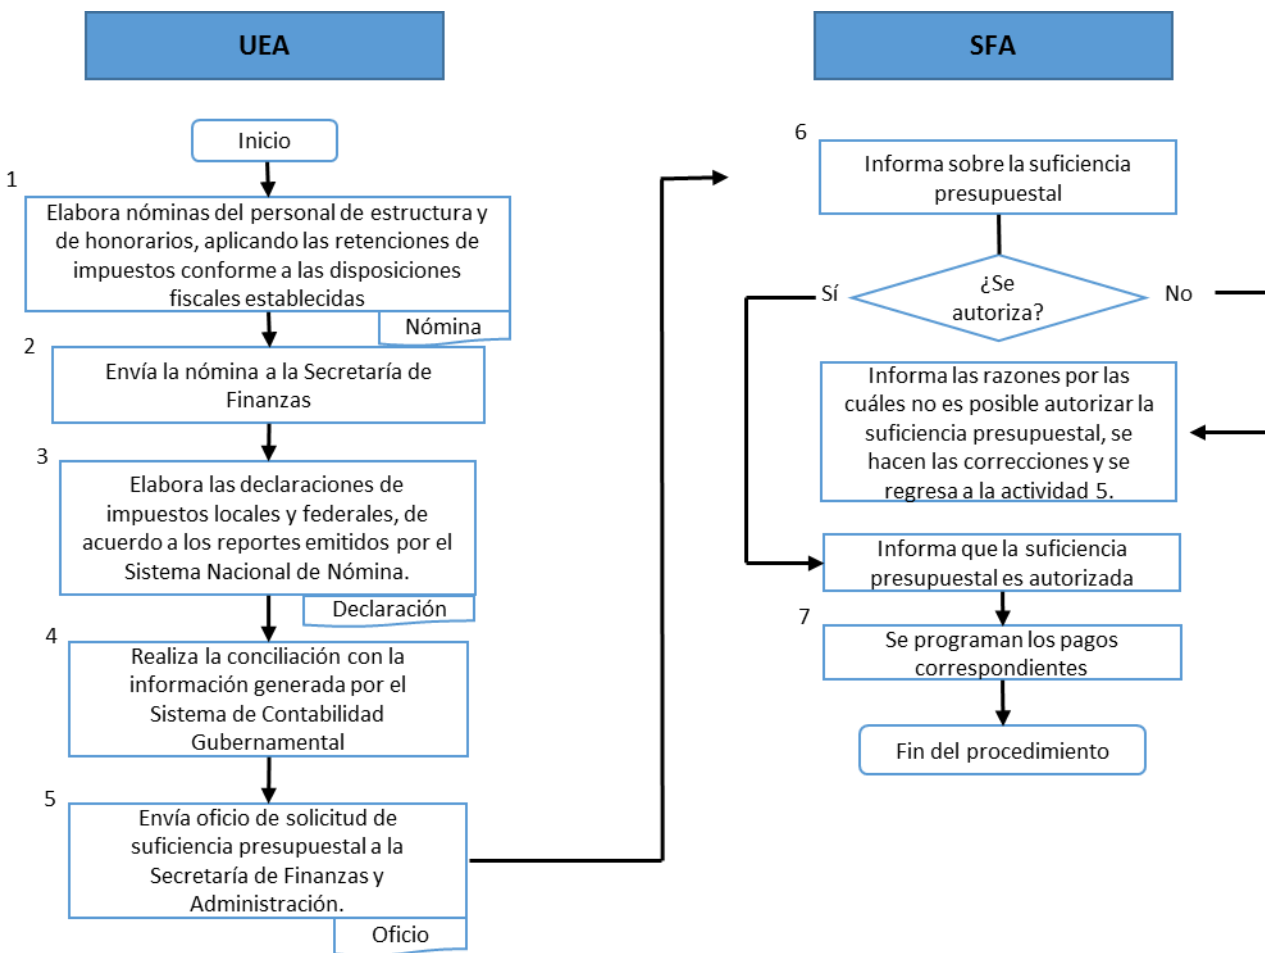 UEA
Inicio
1
Elabora nóminas del personal de estructura y
de honorarios, aplicando las retenciones de
impuestos conforme a las disposiciones
fiscales establecidas
Nómina
2
Envía la nómina a la Secretaría de
Finanzas
3
Elabora las declaraciones de
impuestos locales y federales, de
acuerdo a los reportes emitidos por el
Sistema Nacional de Nómina.
Declaración
4
Realiza la conciliación con la
información generada por el
Sistema de Contabilidad
Gubernamental
5
Envía oficio de solicitud de
suficiencia presupuestal a la
Secretaría de Finanzas y
Administración.
Oficio
SFA
6
Informa sobre la suficiencia
presupuestal
¿Se
autoriza?
Sí
No
Informa las razones por las
cuáles no es posible autorizar la
suficiencia presupuestal, se
hacen las correcciones y se
regresa a la actividad 5.
Informa que la suficiencia
presupuestal es autorizada
7
Se programan los pagos
correspondientes
Fin del procedimiento